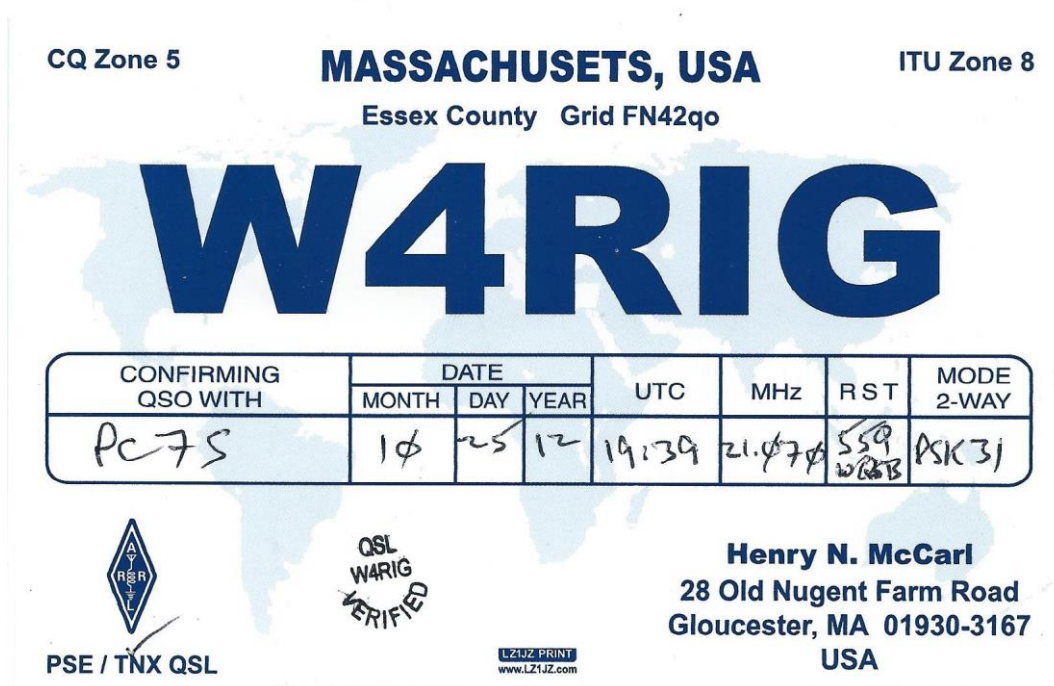 CQ Zone 5
MASSACHUSETS, USA
ITU Zone 8
Essex County Grid FN42qo
W4RIG
CONFIRMING QSO WITH
DATE
MONTH DAY YEAR
UTC
MHz
RST
MODE 2-WAY
PC7S 1Ø 25 12 19:39 21.Ø7Ø 559 PSK31
A
R R
L
QSL
W4RIG
VERIFIED
Henry N. McCarl
28 Old Nugent Farm Road
Gloucester, MA 01930-3167
USA
PSE / TNX QSL
LZ1JZ PRINT
www.LZ1JZ.com